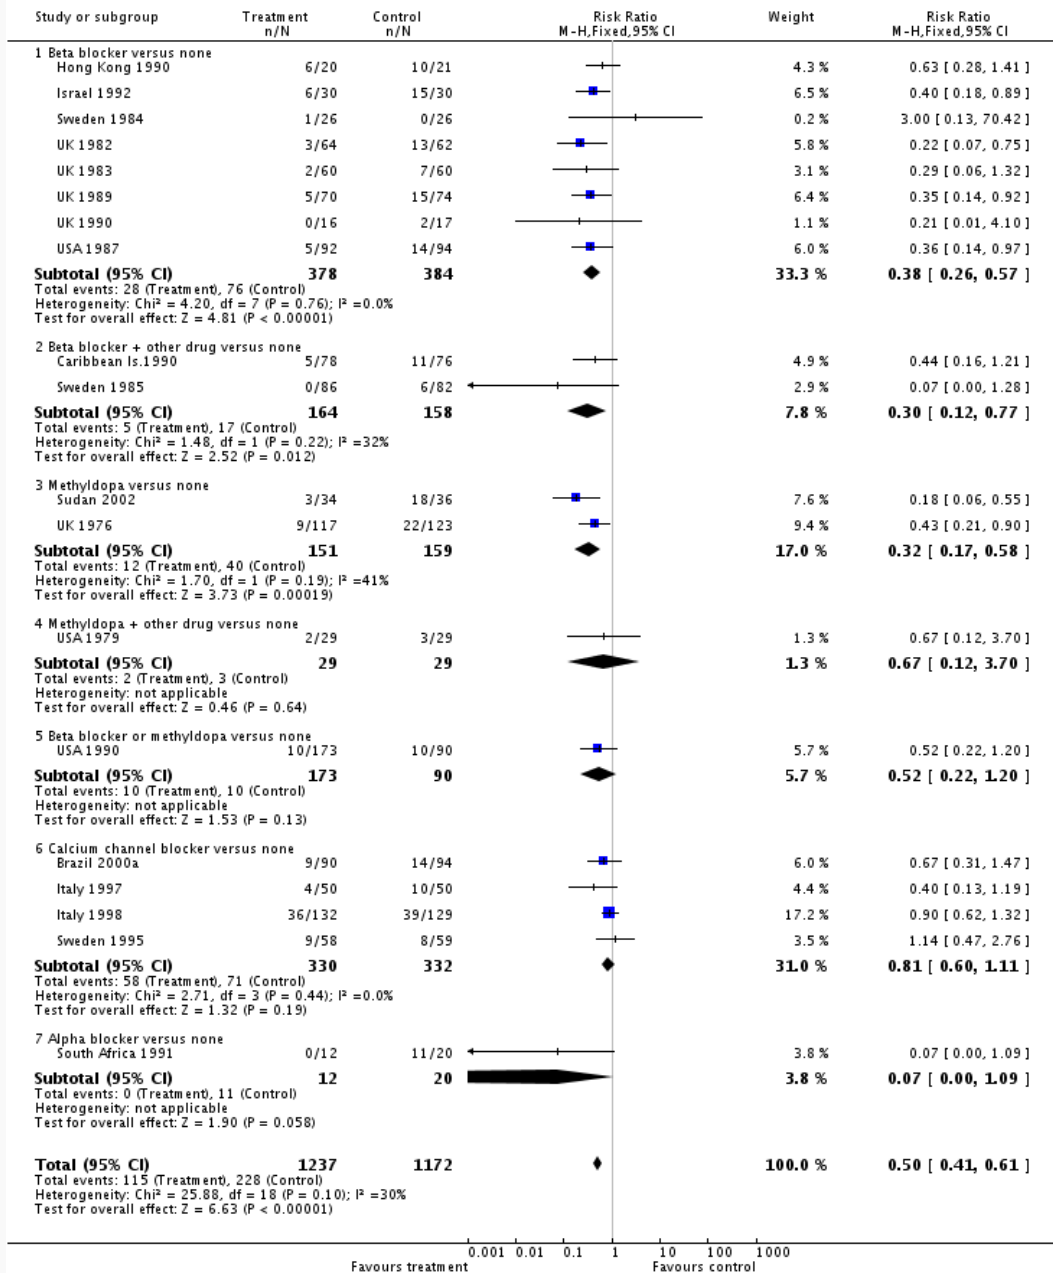 Study or subgroup Treatment Control Risk Ratio Weight Risk Ratio
n/N n/N M-H,Fixed,95% CI M-H,Fixed,95% CI
1 Beta blocker versus none
Hong Kong 1990 6/20 10/21 4.3 % 0.63 [ 0.28, 1.41 ]
Israel 1992 6/30 15/30 6.5 % 0.40 [ 0.18, 0.89 ]
Sweden 1984 1/26 0/26 0.2 % 3.00 [ 0.13, 70.42 ]
UK 1982 3/64 13/62 5.8 % 0.22 [ 0.07, 0.75 ]
UK 1983 2/60 7/60 3.1 % 0.29 [ 0.06, 1.32 ]
UK 1989 5/70 15/74 6.4 % 0.35 [ 0.14, 0.92 ]
UK 1990 0/16 2/17 1.1 % 0.21 [ 0.01, 4.10 ]
USA 1987 5/92 14/94 6.0 % 0.36 [ 0.14, 0.97 ]
Subtotal (95% CI) 378 384 33.3 % 0.38 [ 0.26, 0.57 ]
Total events: 28 (Treatment), 76 (Control)
Heterogeneity: Chi² = 4.20, df = 7 (P = 0.76); I² =0.0%
Test for overall effect: Z = 4.81 (P < 0.00001)
2 Beta blocker + other drug versus none
Caribbean Is.1990 5/78 11/76 4.9 % 0.44 [ 0.16, 1.21 ]
Sweden 1985 0/86 6/82 2.9 % 0.07 [ 0.00, 1.28 ]
Subtotal (95% CI) 164 158 7.8 % 0.30 [ 0.12, 0.77 ]
Total events: 5 (Treatment), 17 (Control)
Heterogeneity: Chi² = 1.48, df = 1 (P = 0.22); I² =32%
Test for overall effect: Z = 2.52 (P = 0.012)
3 Methyldopa versus none
Sudan 2002 3/34 18/36 7.6 % 0.18 [ 0.06, 0.55 ]
UK 1976 9/117 22/123 9.4 % 0.43 [ 0.21, 0.90 ]
Subtotal (95% CI) 151 159 17.0 % 0.32 [ 0.17, 0.58 ]
Total events: 12 (Treatment), 40 (Control)
Heterogeneity: Chi² = 1.70, df = 1 (P = 0.19); I² =41%
Test for overall effect: Z = 3.73 (P = 0.00019)
4 Methyldopa + other drug versus none
USA 1979 2/29 3/29 1.3 % 0.67 [ 0.12, 3.70 ]
Subtotal (95% CI) 29 29 1.3 % 0.67 [ 0.12, 3.70 ]
Total events: 2 (Treatment), 3 (Control)
Heterogeneity: not applicable
Test for overall effect: Z = 0.46 (P = 0.64)
5 Beta blocker or methyldopa versus none
USA 1990 10/173 10/90 5.7 % 0.52 [ 0.22, 1.20 ]
Subtotal (95% CI) 173 90 5.7 % 0.52 [ 0.22, 1.20 ]
Total events: 10 (Treatment), 10 (Control)
Heterogeneity: not applicable
Test for overall effect: Z = 1.53 (P = 0.13)
6 Calcium channel blocker versus none
Brazil 2000a 9/90 14/94 6.0 % 0.67 [ 0.31, 1.47 ]
Italy 1997 4/50 10/50 4.4 % 0.40 [ 0.13, 1.19 ]
Italy 1998 36/132 39/129 17.2 % 0.90 [ 0.62, 1.32 ]
Sweden 1995 9/58 8/59 3.5 % 1.14 [ 0.47, 2.76 ]
Subtotal (95% CI) 330 332 31.0 % 0.81 [ 0.60, 1.11 ]
Total events: 58 (Treatment), 71 (Control)
Heterogeneity: Chi² = 2.71, df = 3 (P = 0.44); I² =0.0%
Test for overall effect: Z = 1.32 (P = 0.19)
7 Alpha blocker versus none
South Africa 1991 0/12 11/20 3.8 % 0.07 [ 0.00, 1.09 ]
Subtotal (95% CI) 12 20 3.8 % 0.07 [ 0.00, 1.09 ]
Total events: 0 (Treatment), 11 (Control)
Heterogeneity: not applicable
Test for overall effect: Z = 1.90 (P = 0.058)
Total (95% CI) 1237 1172 100.0 % 0.50 [ 0.41, 0.61 ]
Total events: 115 (Treatment), 228 (Control)
Heterogeneity: Chi² = 25.88, df = 18 (P = 0.10); I² =30%
Test for overall effect: Z = 6.63 (P < 0.00001)
0.001 0.01 0.1 1 10 100 1000
Favours treatment Favours control